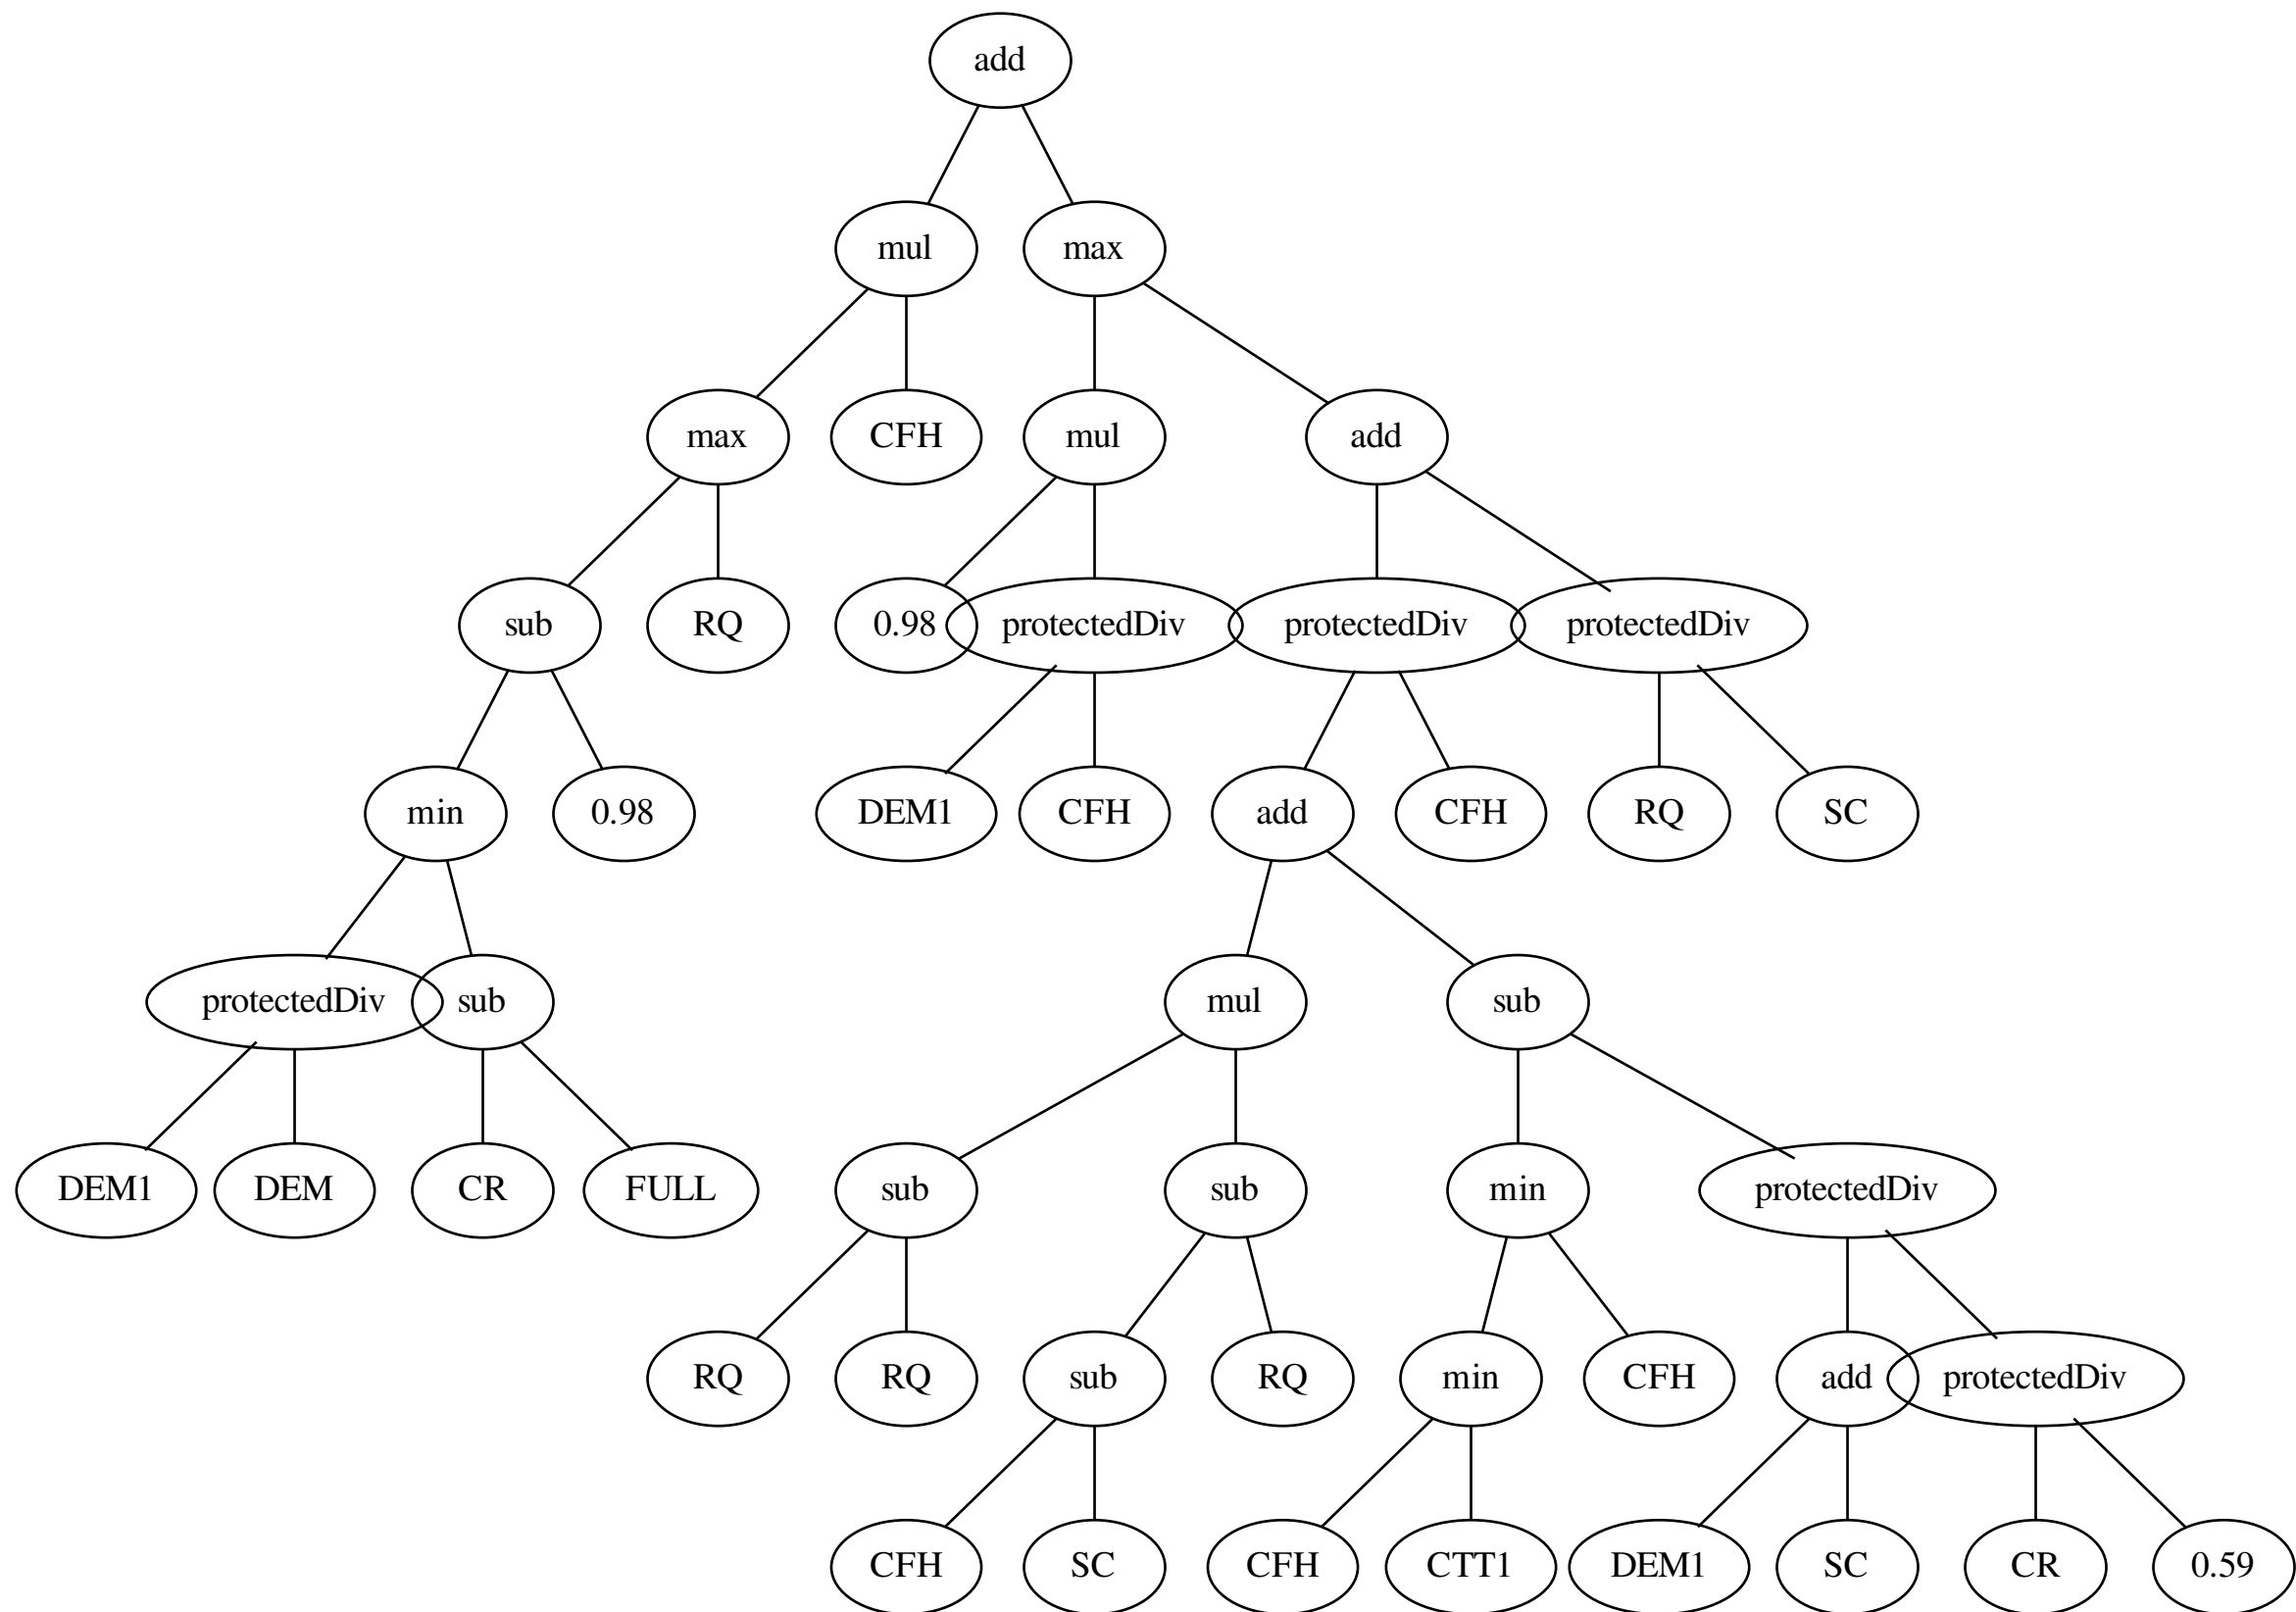 add
mul max
max CFH mul add
sub RQ 0.98 protectedDiv protectedDiv protectedDiv
min 0.98 DEM1 CFH add CFH RQ SC
protectedDiv sub mul sub
DEM1 DEM CR FULL sub sub min protectedDiv
RQ RQ sub RQ min CFH add protectedDiv
CFH SC CFH CTT1 DEM1 SC CR 0.59